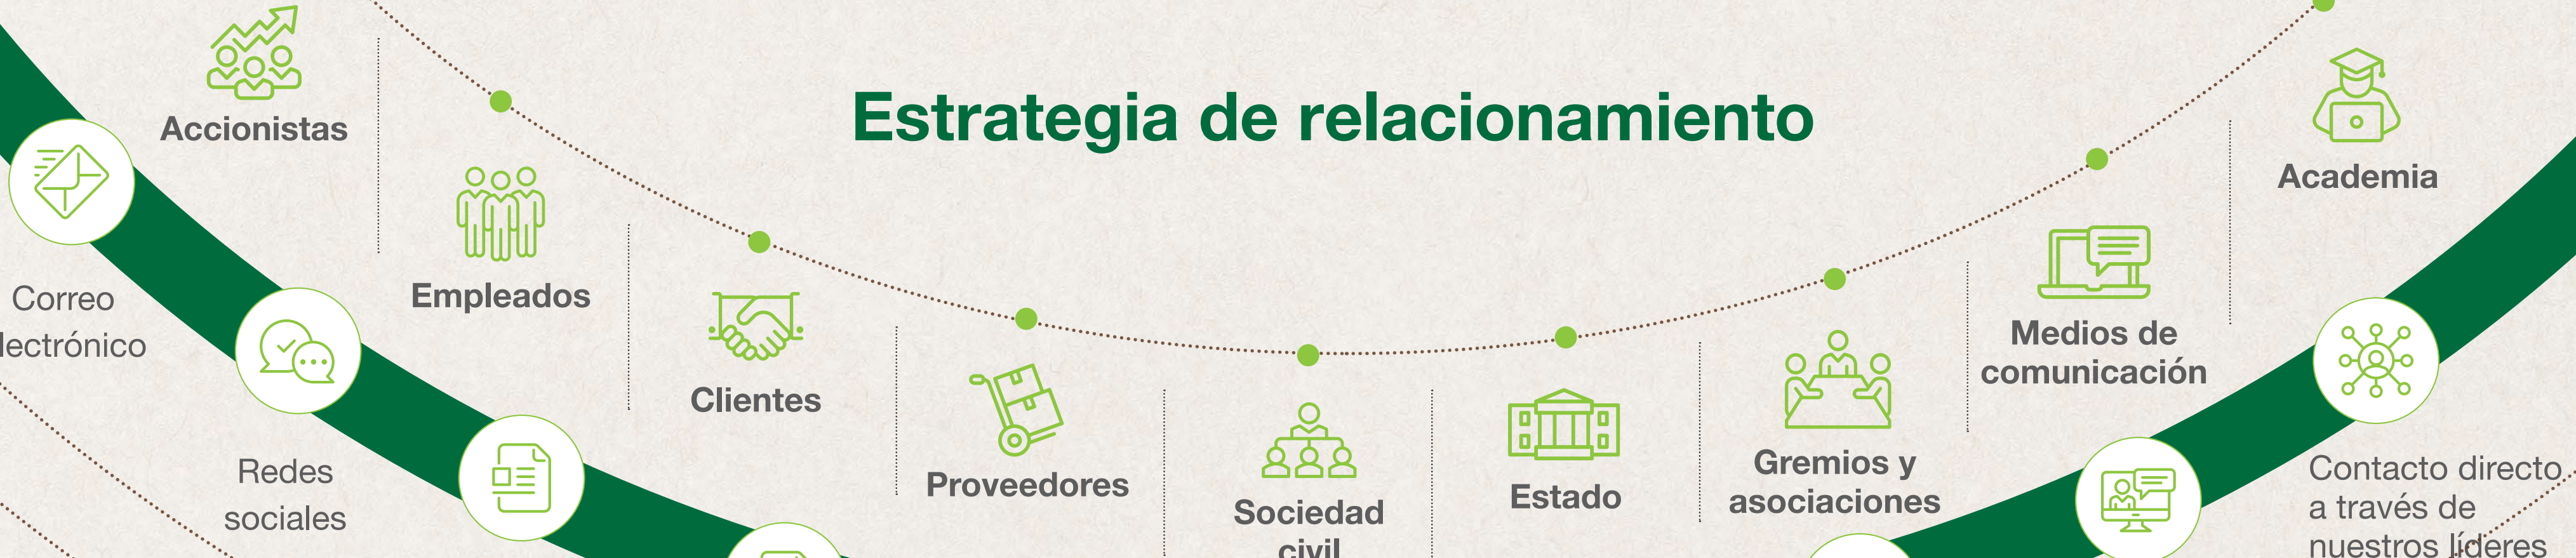 Estrategia de relacionamiento
Accionistas
Empleados
Clientes
Proveedores
Sociedad
civil
Estado
Gremios y
asociaciones
Medios de
comunicación
Academia
Correo
lectrónico
Redes
sociales
Contacto directo
a través de
nuestros líderes